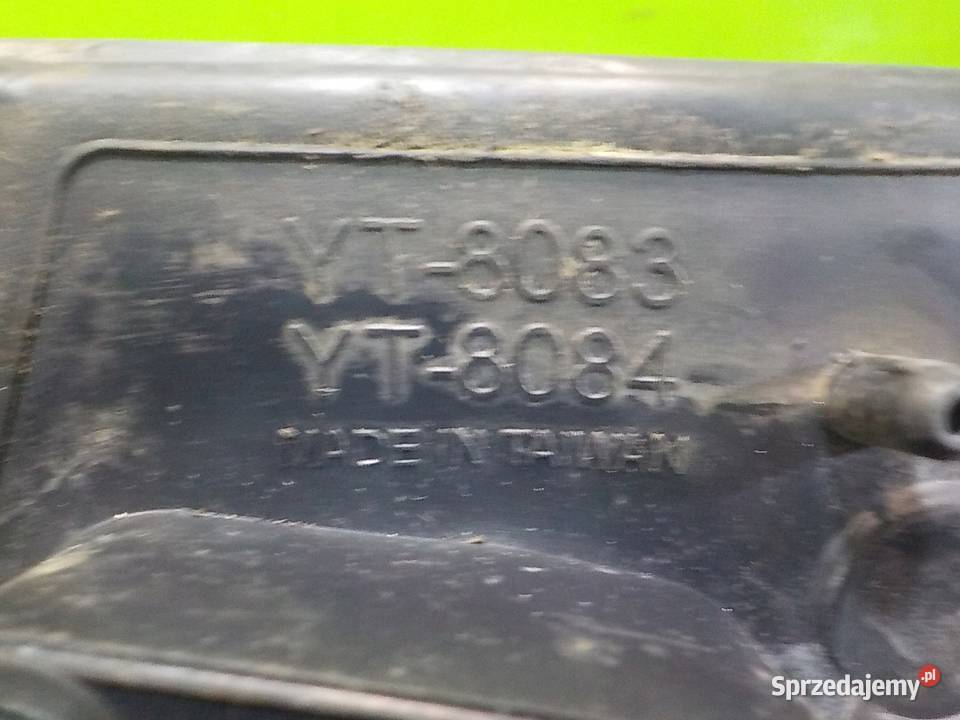 YT-8083
YT-8084
MADE IN TAIWAN
Sprzedajemy.pl